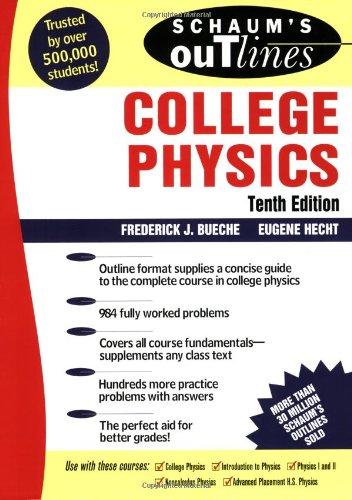 Trusted
by over
500,000
students!
SCHAUM'S
OUTlines
COLLEGE
PHYSICS
Tenth Edition
FREDERICK J. BUECHE EUGENE HECHT
Outline format supplies a concise guide
to the complete course in college physics
984 fully worked problems
Covers all course fundamentals—
supplements any class text
Hundreds more practice
problems with answers
The perfect aid for
better grades!
MORE THAN
30 MILLION
SCHAUM'S
OUTLINES
SOLD
Use with these courses: College Physics Introduction to Physics Physics I and II
Noncalculus Physics Advanced Placement H.S. Physics